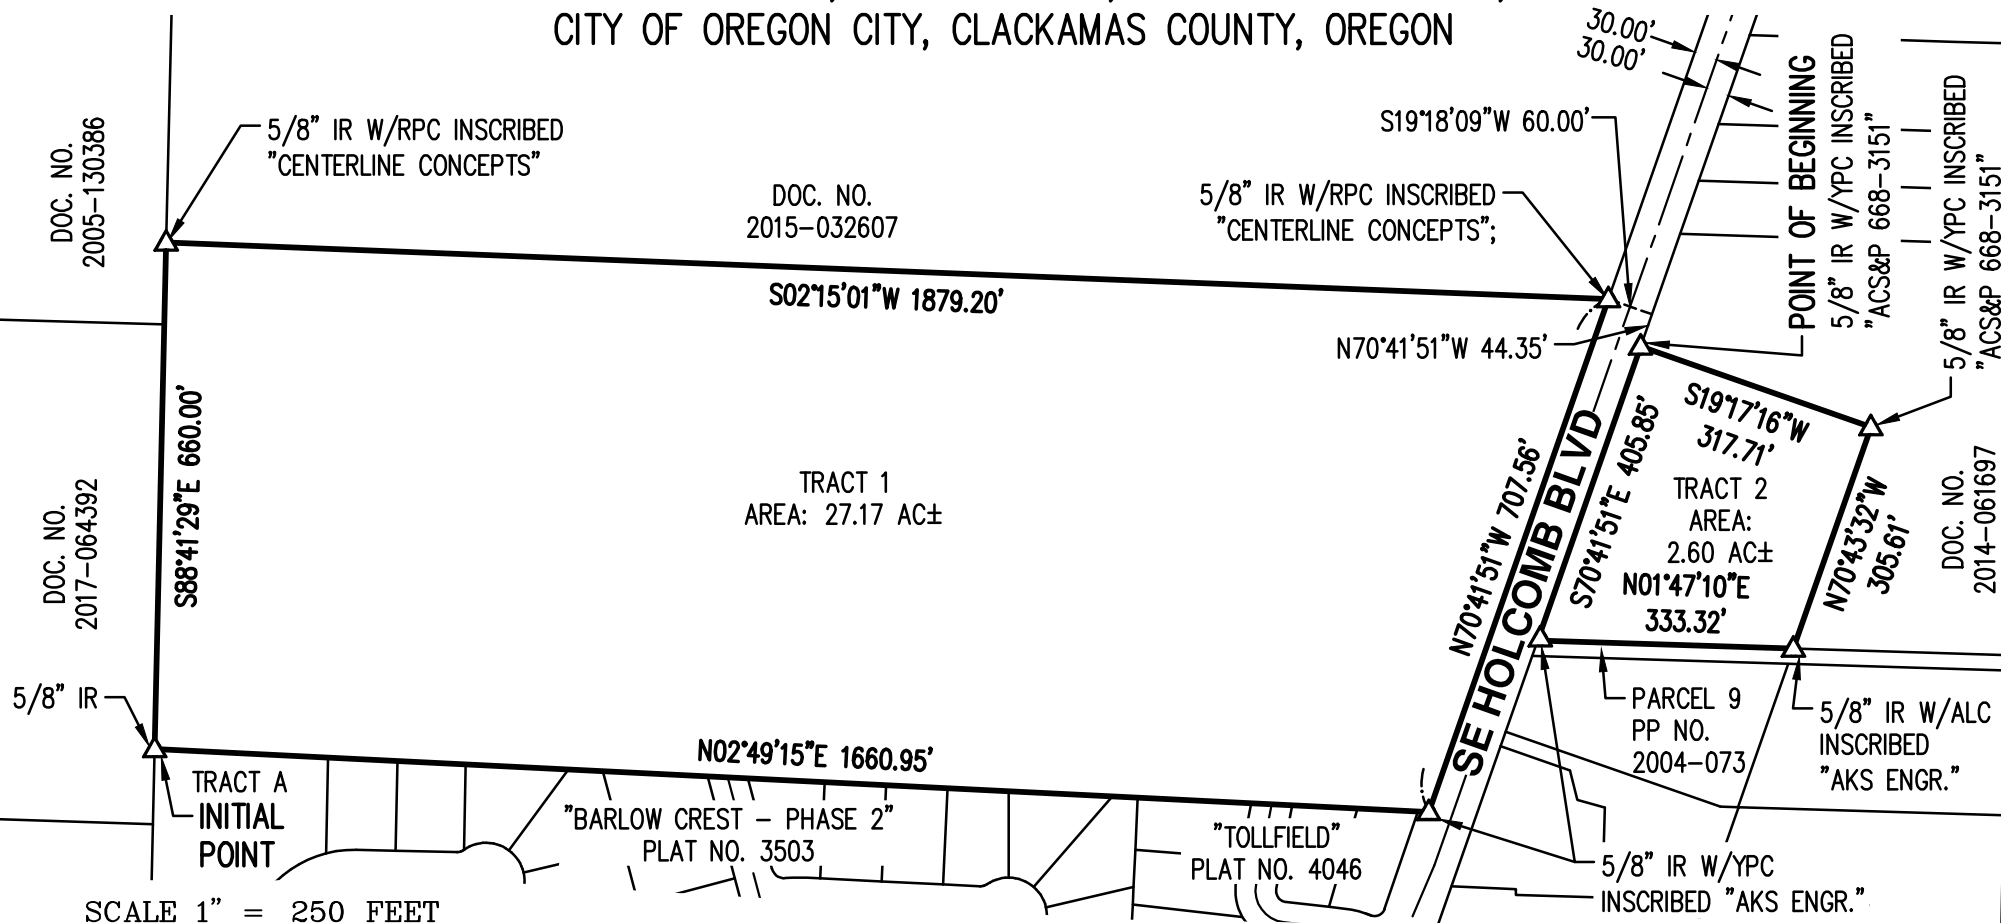 CITY OF OREGON CITY, CLACKAMAS COUNTY, OREGON
30.00'
30.00'
DOC. NO.
2005-130386
5/8" IR W/RPC INSCRIBED
"CENTERLINE CONCEPTS"
DOC. NO.
2015-032607
S19°18'09"W 60.00'
5/8" IR W/RPC INSCRIBED
"CENTERLINE CONCEPTS";
POINT OF BEGINNING
5/8" IR W/YPC INSCRIBED
"ACS&P 668-3151"
5/8" IR W/YPC INSCRIBED
"ACS&P 668-3151"
S02°15'01"W 1879.20'
N70°41'51"W 44.35'
S88°41'29"E 660.00'
DOC. NO.
2017-064392
TRACT 1
AREA: 27.17 AC±
N70°41'51"W 707.56'
SE HOLCOMB BLVD
S70°41'51"E 405.85'
S19°17'16"W
317.71'
TRACT 2
AREA:
2.60 AC±
N01°47'10"E
333.32'
N70°43'32"W
305.61'
DOC. NO.
2014-061697
5/8" IR
TRACT A
INITIAL
POINT
N02°49'15"E 1660.95'
"BARLOW CREST - PHASE 2"
PLAT NO. 3503
"TOLLFIELD"
PLAT NO. 4046
PARCEL 9
PP NO.
2004-073
5/8" IR W/ALC
INSCRIBED
"AKS ENGR."
5/8" IR W/YPC
INSCRIBED "AKS ENGR."
SCALE 1" = 250 FEET